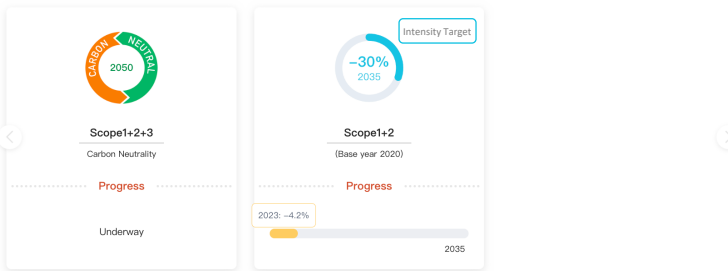 CARBON NEUTRAL
2050
Scope1+2+3
Carbon Neutrality
Progress
Underway
Intensity Target
−30%
2035
Scope1+2
(Base year 2020)
Progress
2023: −4.2%
2035